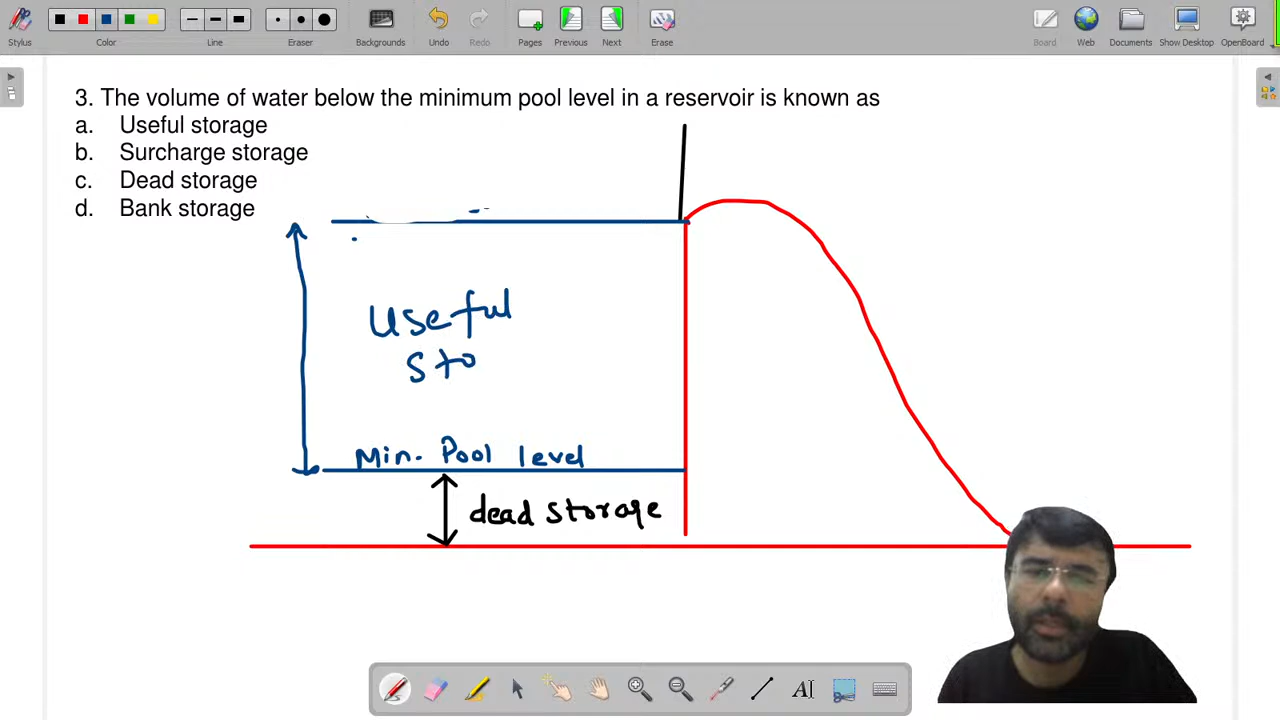 Stylus
Color
Line
Eraser
Backgrounds
Undo
Redo
Pages
Previous
Next
Erase
Board
Web
Documents
Show Desktop
OpenBoard
3. The volume of water below the minimum pool level in a reservoir is known as
a. Useful storage
b. Surcharge storage
c. Dead storage
d. Bank storage
Useful
Sto
Min. Pool level
dead storage